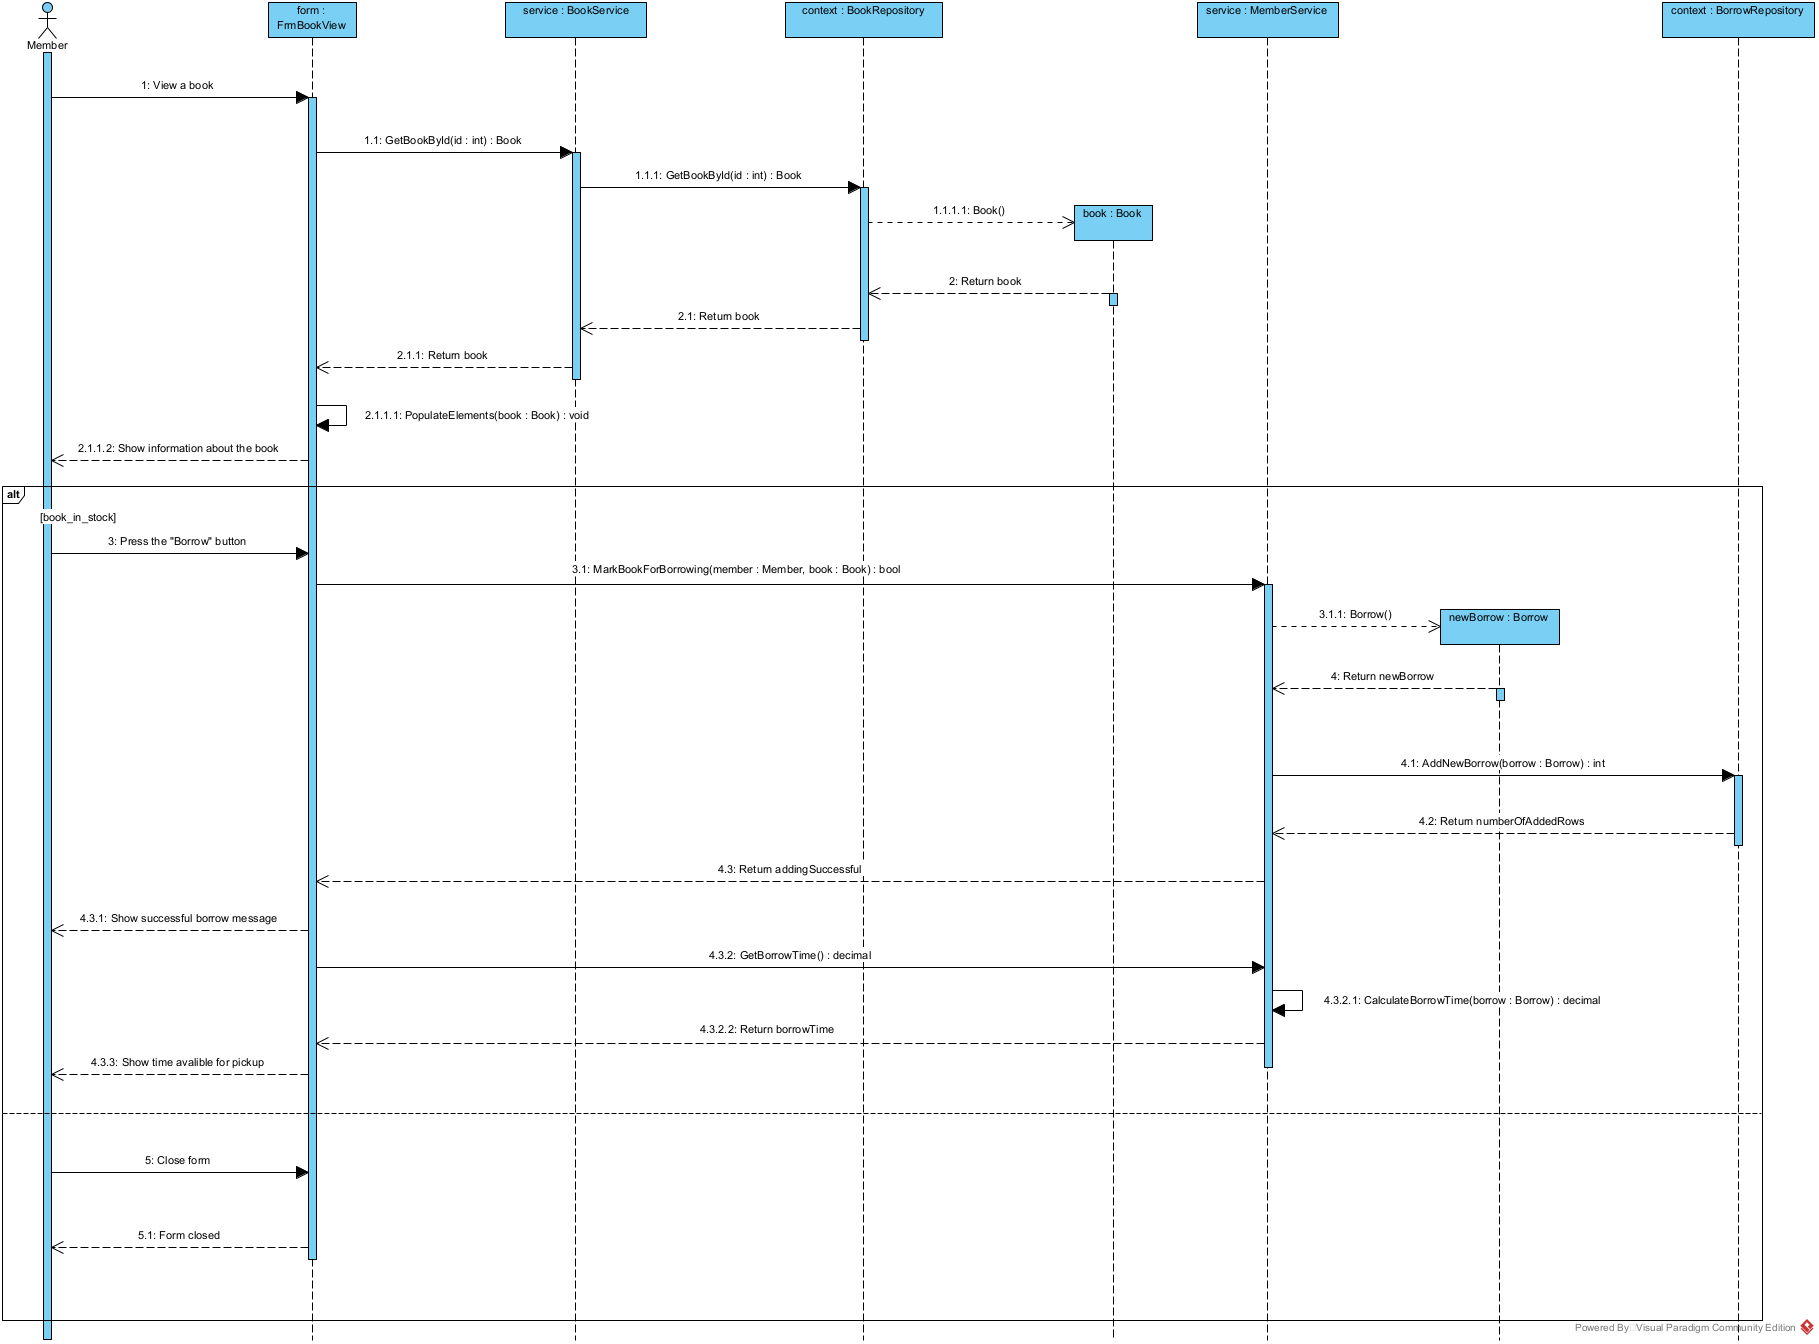 form :
FrmBookView
service : BookService
context : BookRepository
service : MemberService
context : BorrowRepository
Member
1: View a book
1.1: GetBookById(id : int) : Book
1.1.1: GetBookById(id : int) : Book
1.1.1.1: Book()
book : Book
2: Return book
2.1: Return book
2.1.1: Return book
2.1.1.1: PopulateElements(book : Book) : void
2.1.1.2: Show information about the book
alt
[book_in_stock]
3: Press the "Borrow" button
3.1: MarkBookForBorrowing(member : Member, book : Book) : bool
3.1.1: Borrow()
newBorrow : Borrow
4: Return newBorrow
4.1: AddNewBorrow(borrow : Borrow) : int
4.2: Return numberOfAddedRows
4.3: Return addingSuccessful
4.3.1: Show successful borrow message
4.3.2: GetBorrowTime() : decimal
4.3.2.1: CalculateBorrowTime(borrow : Borrow) : decimal
4.3.2.2: Return borrowTime
4.3.3: Show time avalible for pickup
5: Close form
5.1: Form closed
Powered By Visual Paradigm Community Edition